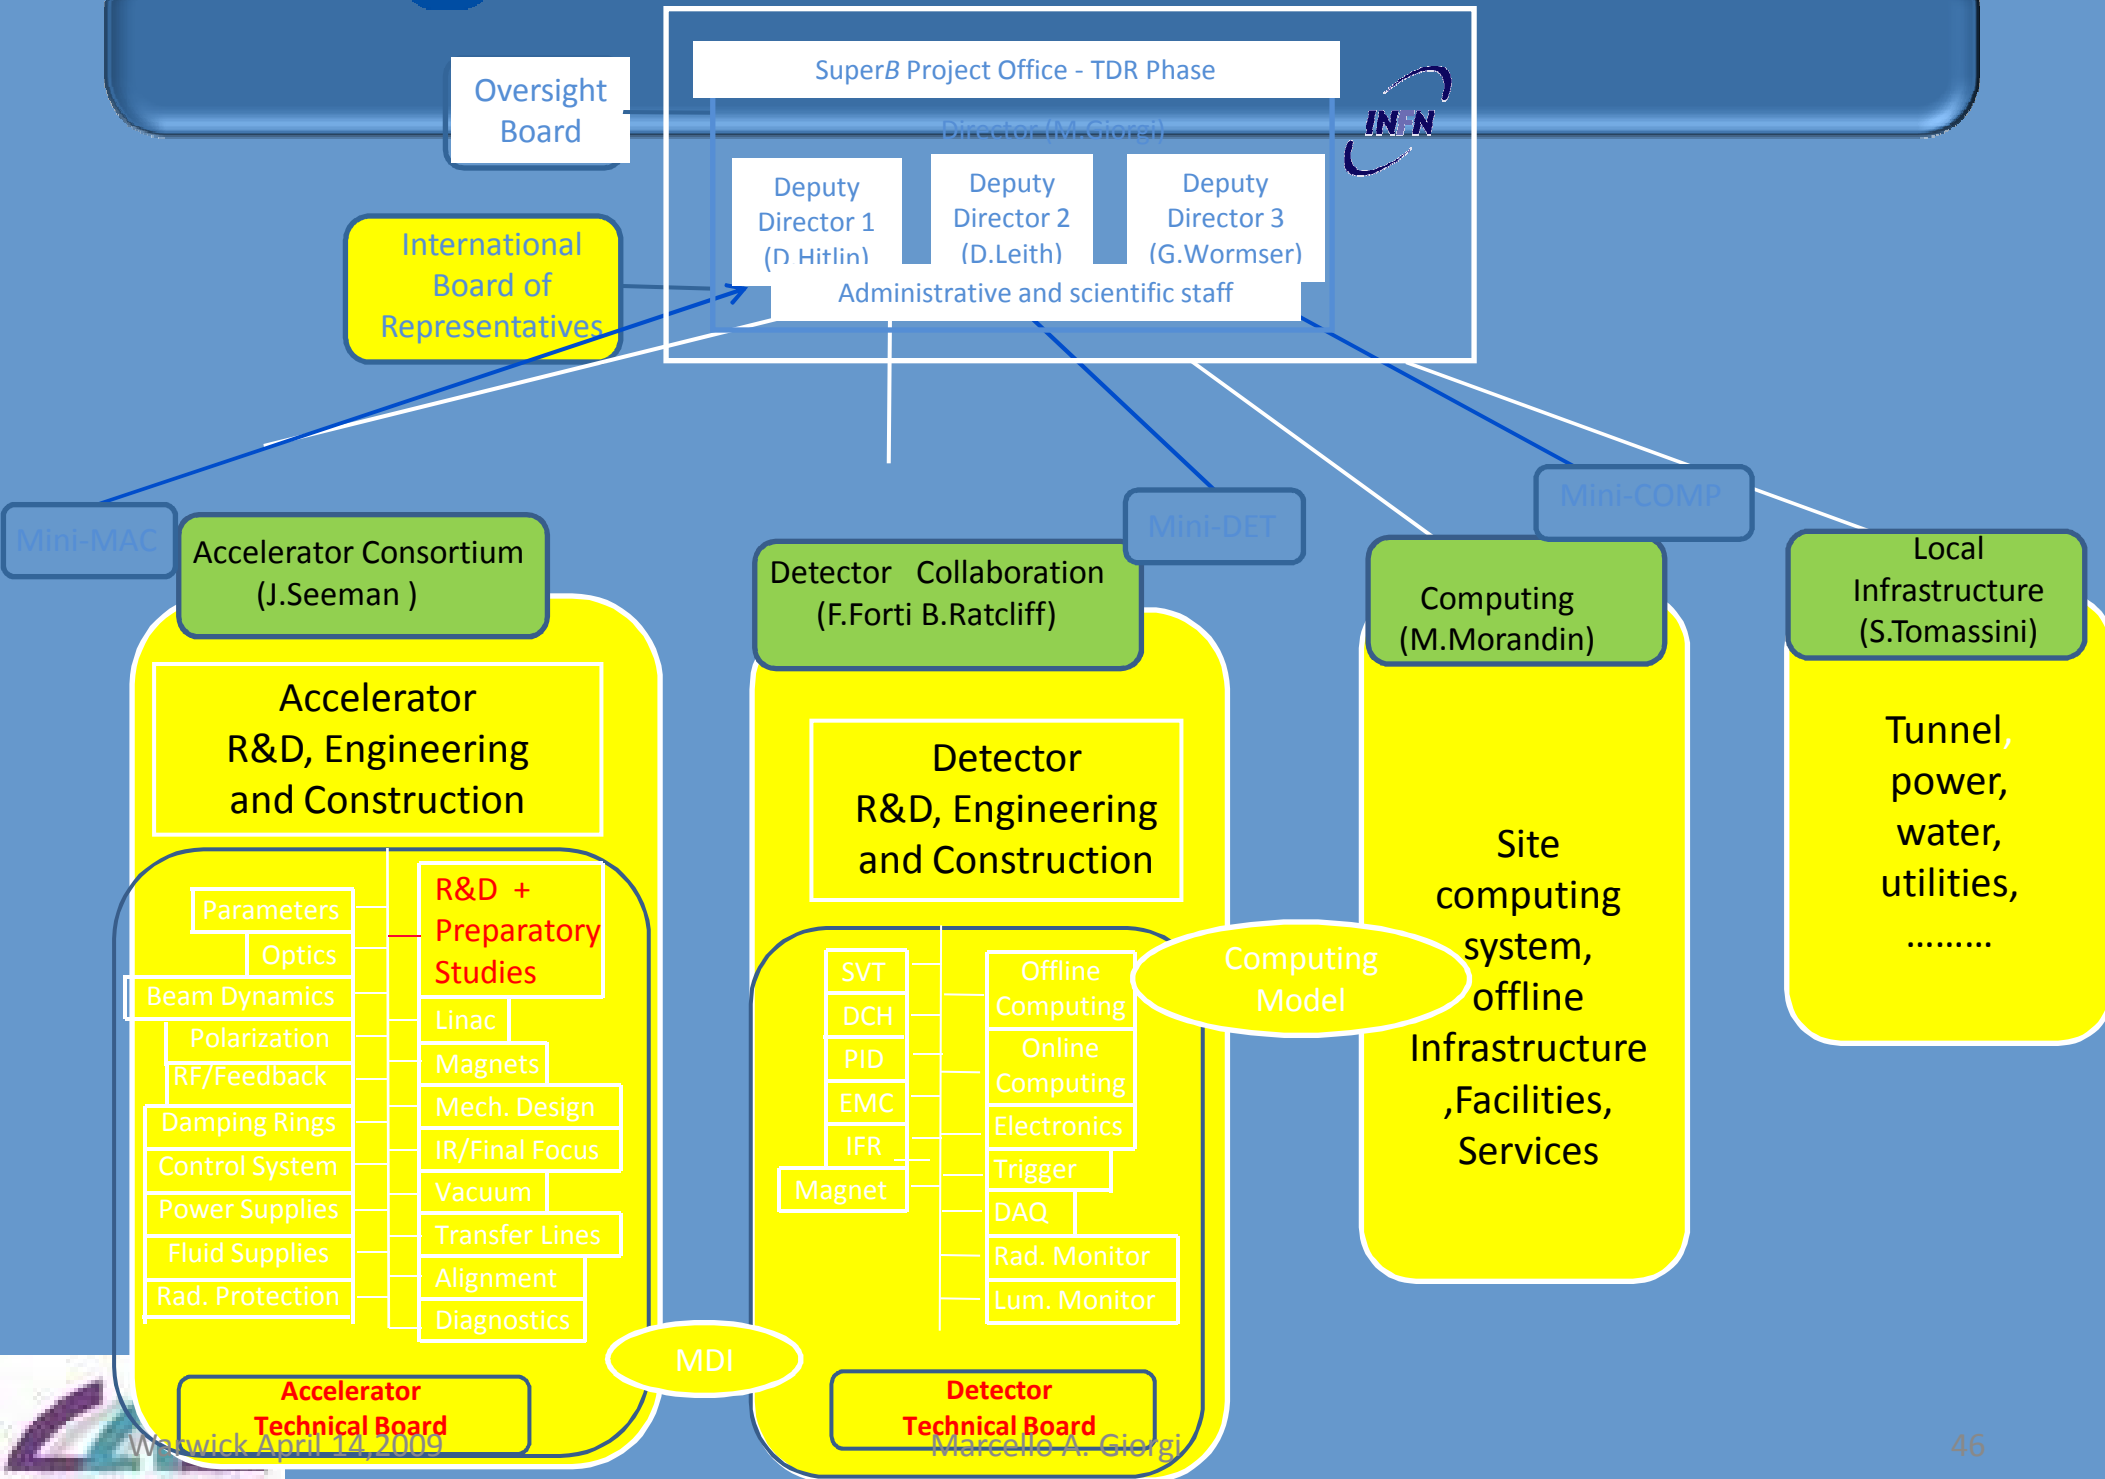 SuperB Project Office - TDR Phase
Oversight
Board
Director (M.Giorgi)
INFN
Deputy
Director 1
(D.Hitlin)
Deputy
Director 2
(D.Leith)
Deputy
Director 3
(G.Wormser)
Administrative and scientific staff
International
Board of
Representatives
Mini-MAC
Accelerator Consortium
(J.Seeman )
Mini-DET
Detector Collaboration
(F.Forti B.Ratcliff)
Mini-COMP
Computing
(M.Morandin)
Local
Infrastructure
(S.Tomassini)
Accelerator
R&D, Engineering
and Construction
Parameters
Optics
Beam Dynamics
Polarization
RF/Feedback
Damping Rings
Control System
Power Supplies
Fluid Supplies
Rad. Protection
R&D +
Preparatory
Studies
Linac
Magnets
Mech. Design
IR/Final Focus
Vacuum
Transfer Lines
Alignment
Diagnostics
Accelerator
Technical Board
MDI
Detector
R&D, Engineering
and Construction
SVT
DCH
PID
EMC
IFR
Magnet
Offline
Computing
Online
Computing
Electronics
Trigger
DAQ
Rad. Monitor
Lum. Monitor
Detector
Technical Board
Computing
Model
Site
computing
system,
offline
Infrastructure
,Facilities,
Services
Tunnel,
power,
water,
utilities,
.........
Warwick April 14,2009
Marcello A. Giorgi
46